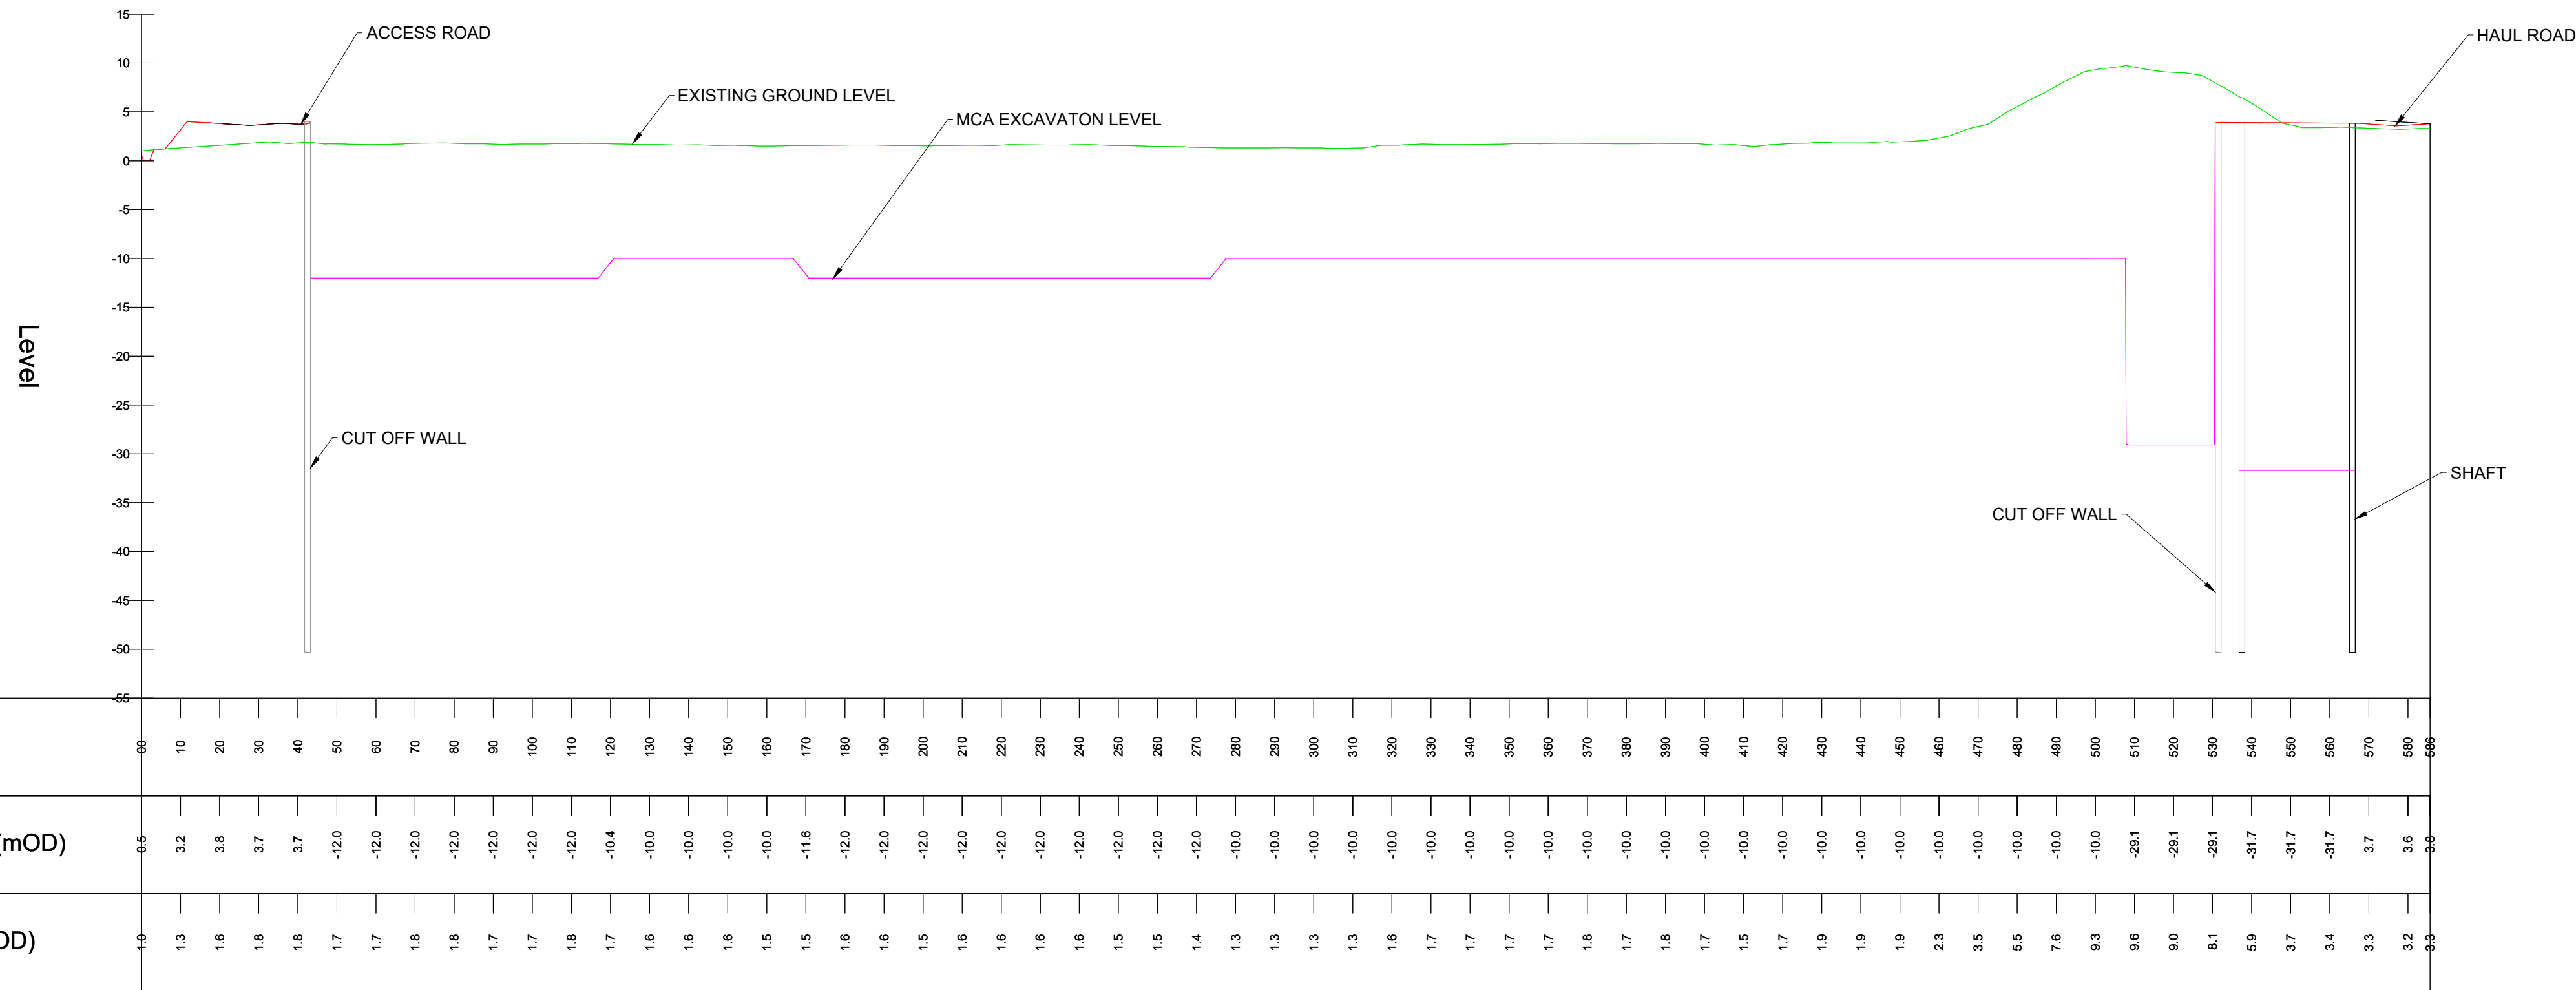 15
ACCESS ROAD
HAUL ROAD
10
EXISTING GROUND LEVEL
5
MCA EXCAVATON LEVEL
0
-5
-10
-15
Level
-20
-25
CUT OFF WALL
-30
SHAFT
-35
CUT OFF WALL
-40
-45
-50
-55
00 10 20 30 40 50 60 70 80 90 100 110 120 130 140 150 160 170 180 190 200 210 220 230 240 250 260 270 280 290 300 310 320 330 340 350 360 370 380 390 400 410 420 430 440 450 460 470 480 490 500 510 520 530 540 550 560 570 580 586
(mOD) 0.5 3.2 3.8 3.7 3.7 -12.0 -12.0 -12.0 -12.0 -12.0 -12.0 -12.0 -10.4 -10.0 -10.0 -10.0 -10.0 -11.6 -12.0 -12.0 -12.0 -12.0 -12.0 -12.0 -12.0 -12.0 -12.0 -12.0 -10.0 -10.0 -10.0 -10.0 -10.0 -10.0 -10.0 -10.0 -10.0 -10.0 -10.0 -10.0 -10.0 -10.0 -10.0 -10.0 -10.0 -10.0 -10.0 -10.0 -10.0 -10.0 -10.0 -29.1 -29.1 -29.1 -31.7 -31.7 -31.7 3.7 3.6 3.8
OD) 1.0 1.3 1.6 1.8 1.8 1.7 1.7 1.8 1.8 1.7 1.7 1.8 1.7 1.6 1.6 1.6 1.5 1.5 1.6 1.6 1.5 1.6 1.6 1.6 1.6 1.5 1.5 1.4 1.3 1.3 1.3 1.3 1.6 1.7 1.7 1.7 1.7 1.8 1.7 1.8 1.7 1.5 1.7 1.9 1.9 1.9 2.3 3.5 5.5 7.6 9.3 9.6 9.0 8.1 5.9 3.7 3.4 3.3 3.2 3.3